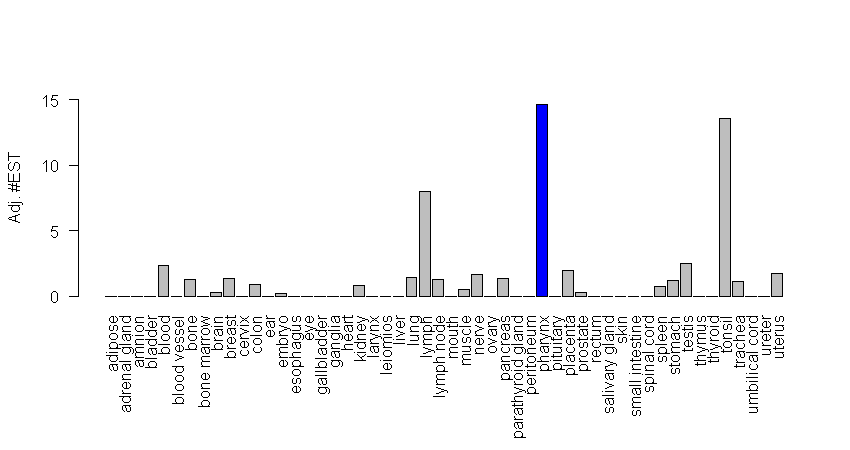 Adj. #EST
15
10
5
0
adipose
adrenal gland
amnion
bladder
blood
blood vessel
bone
bone marrow
brain
breast
cervix
colon
ear
embryo
esophagus
eye
gallbladder
ganglia
heart
kidney
larynx
leiomios
liver
lung
lymph
lymph node
mouth
muscle
nerve
ovary
pancreas
parathyroid gland
peritoneum
pharynx
pituitary
placenta
prostate
rectum
salivary gland
skin
small intestine
spinal cord
spleen
stomach
testis
thymus
thyroid
tonsil
trachea
umbilical cord
ureter
uterus